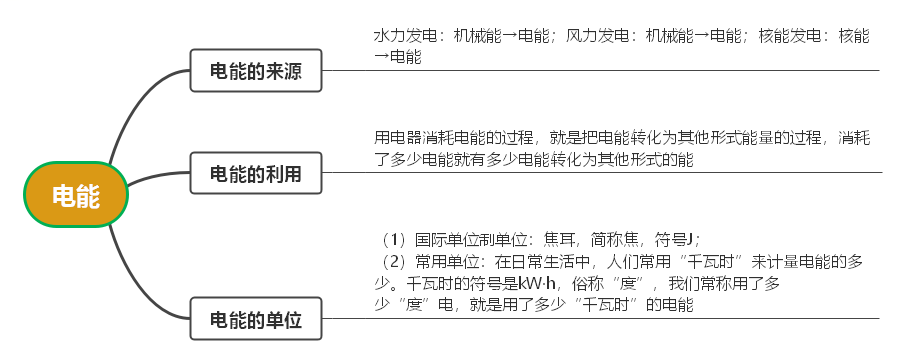 电能
电能的来源
水力发电：机械能→电能；风力发电：机械能→电能；核能发电：核能
→电能
电能的利用
用电器消耗电能的过程，就是把电能转化为其他形式能量的过程，消耗
了多少电能就有多少电能转化为其他形式的能
电能的单位
（1）国际单位制单位：焦耳，简称焦，符号J；
（2）常用单位：在日常生活中，人们常用“千瓦时”来计量电能的多
少。千瓦时的符号是kW·h，俗称“度”，我们常称用了多
少“度”电，就是用了多少“千瓦时”的电能